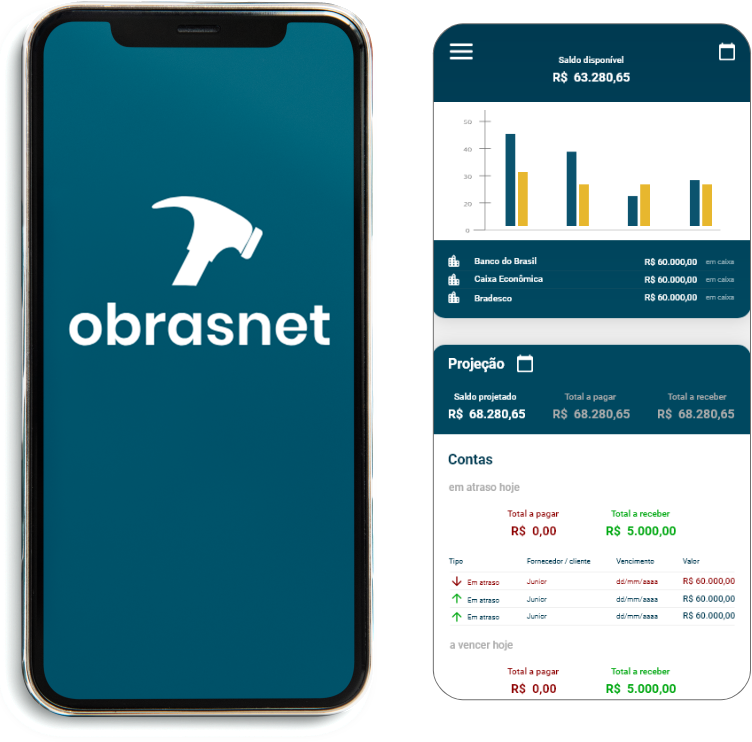 obrasnet
Saldo disponível
R$ 63.280,65
50
40
30
20
0
Banco do Brasil R$ 60.000,00 em caixa
Caixa Econômica R$ 60.000,00 em caixa
Bradesco R$ 60.000,00 em caixa
Projeção
Saldo projetado Total a pagar Total a receber
R$ 68.280,65 R$ 68.280,65 R$ 68.280,65
Contas
em atraso hoje
Total a pagar Total a receber
R$ 0,00 R$ 5.000,00
Tipo Fornecedor / cliente Vencimento Valor
Em atraso Junior dd/mm/aaaa R$ 60.000,00
Em atraso Junior dd/mm/aaaa R$ 60.000,00
Em atraso Junior dd/mm/aaaa R$ 60.000,00
a vencer hoje
Total a pagar Total a receber
R$ 0,00 R$ 5.000,00